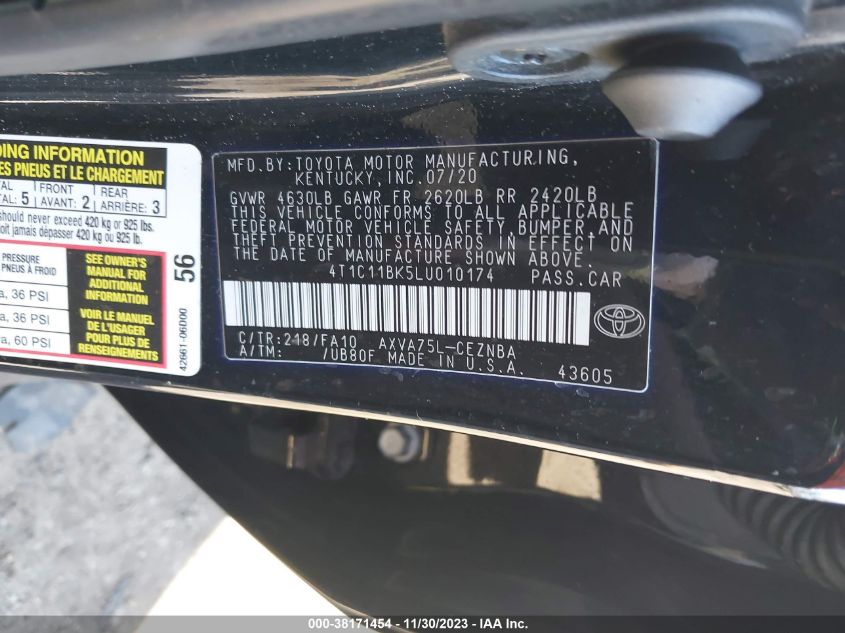 DING INFORMATION
ES PNEUS ET LE CHARGEMENT
TAL FRONT REAR
TAL: 5 AVANT: 2 ARRIÈRE: 3
should never exceed 420 kg or 925 lbs.
oit jamais dépasser 420 kg ou 925 lb.
PRESSURE
PNEUS À FROID
a, 36 PSI
a, 36 PSI
a, 60 PSI
SEE OWNER'S
MANUAL FOR
ADDITIONAL
INFORMATION
VOIR LE MANUEL
DE L'USAGER
POUR PLUS DE
RENSEIGNEMENTS
56
42661-06D00
MFD.BY:TOYOTA MOTOR MANUFACTURING,
KENTUCKY, INC.07/20
GVWR 4630LB GAWR FR 2620LB RR 2420LB
THIS VEHICLE CONFORMS TO ALL APPLICABLE
FEDERAL MOTOR VEHICLE SAFETY,BUMPER,AND
THEFT PREVENTION STANDARDS IN EFFECT ON
THE DATE OF MANUFACTURE SHOWN ABOVE.
4T1C11BK5LU010174 PASS.CAR
C/TR:218/FA10 AXVA75L-CEZNBA
A/TM: /UB80F MADE IN U.S.A.
43605
000-38171454 - 11/30/2023 - IAA Inc.